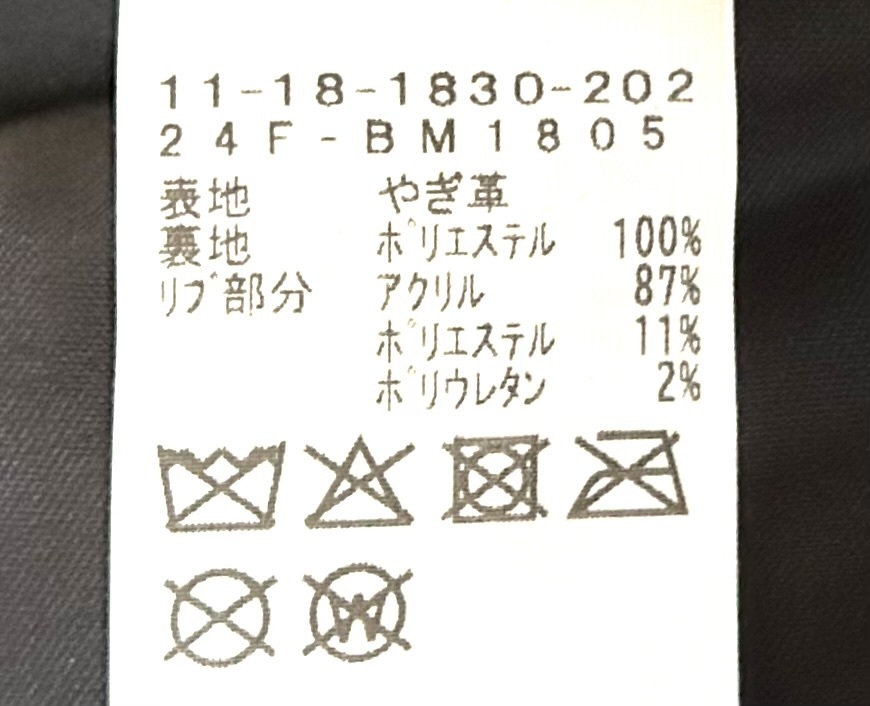 11-18-1830-202
24F-BM1805
表地 やぎ革
裏地 ポリエステル 100%
リブ部分 アクリル 87%
ポリエステル 11%
ポリウレタン 2%
W